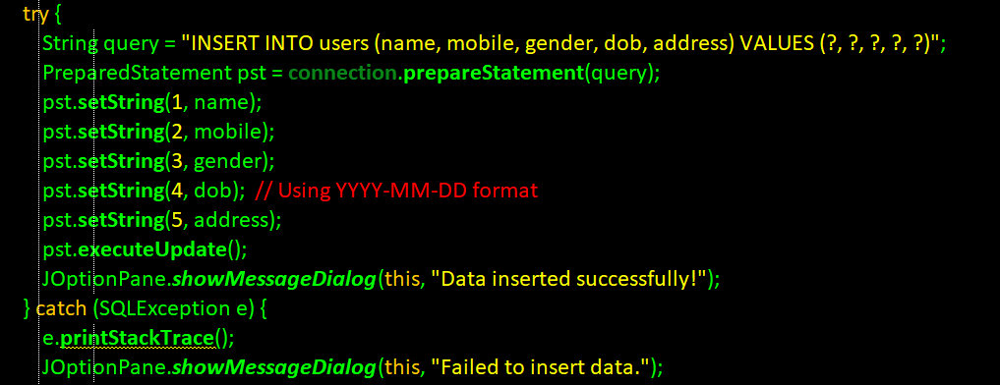 try {
String query = "INSERT INTO users (name, mobile, gender, dob, address) VALUES (?, ?, ?, ?, ?)";
PreparedStatement pst = connection.prepareStatement(query);
pst.setString(1, name);
pst.setString(2, mobile);
pst.setString(3, gender);
pst.setString(4, dob);  // Using YYYY-MM-DD format
pst.setString(5, address);
pst.executeUpdate();
JOptionPane.showMessageDialog(this, "Data inserted successfully!");
} catch (SQLException e) {
e.printStackTrace();
JOptionPane.showMessageDialog(this, "Failed to insert data.");